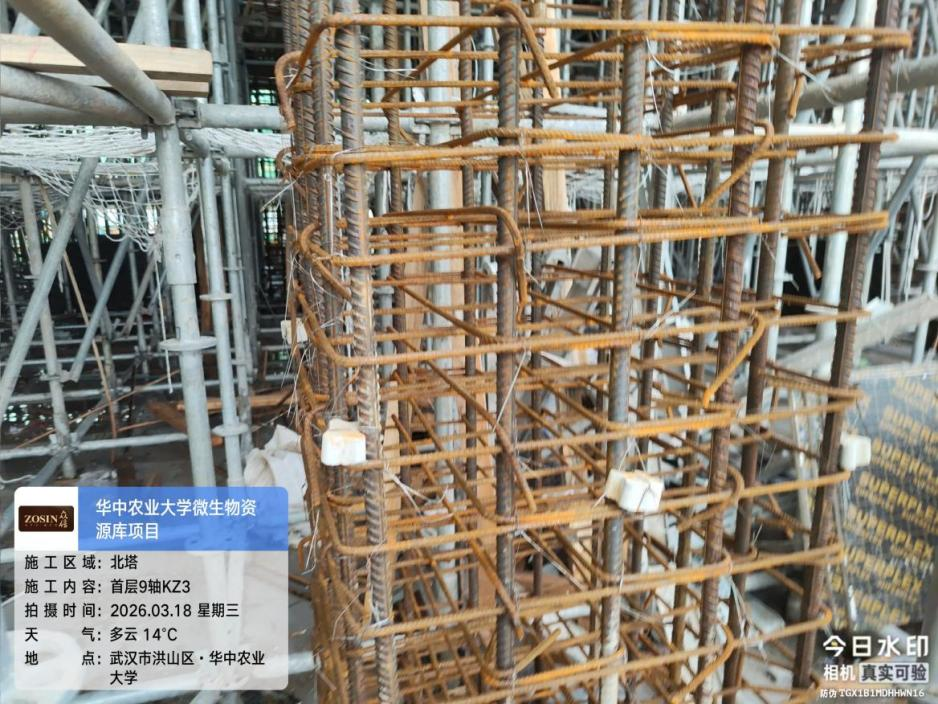 ZOSIN 众信
华中农业大学微生物资
源库项目
施工区域：北塔
施工内容：首层9轴KZ3
拍摄时间：2026.03.18 星期三
天气：多云 14℃
地点：武汉市洪山区·华中农业
大学
今日水印
相机 真实可验
防伪 TGX1B1MDHHWN16